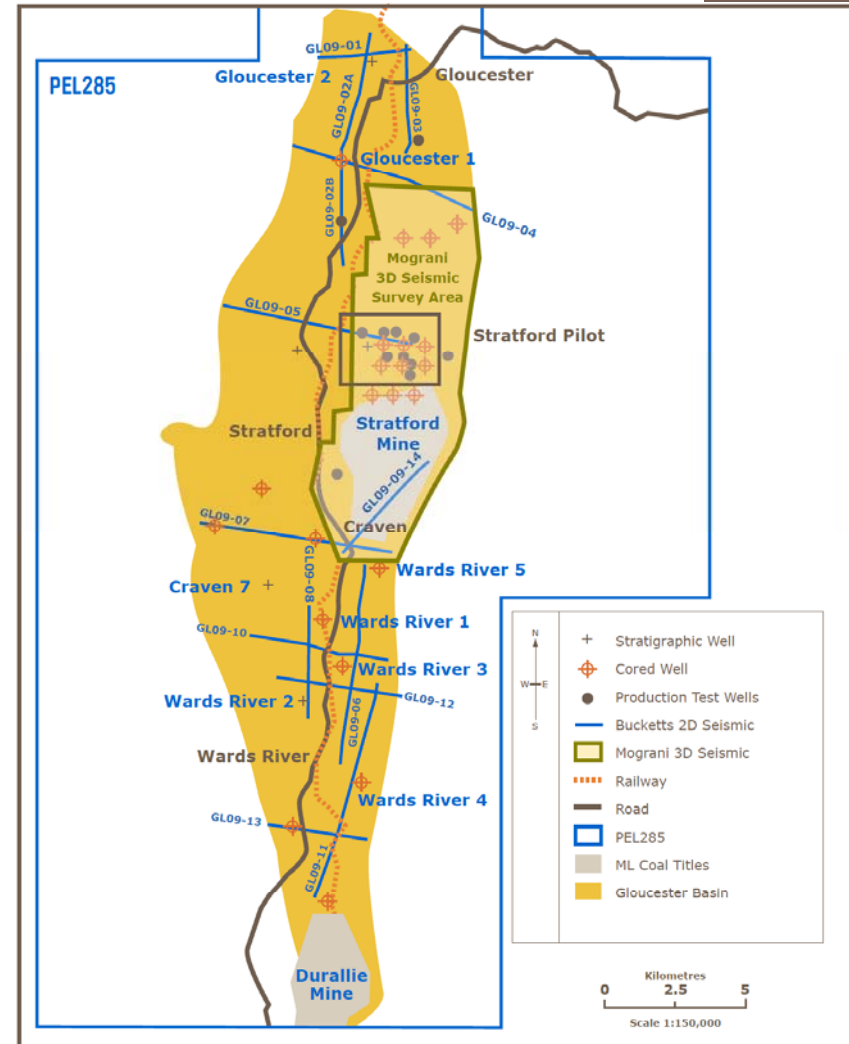 GL09-01
Gloucester 2
Gloucester
PEL285
GL09-02A
GL09-03
Gloucester 1
GL09-02B
GL09-04
Mograni
3D Seismic
Survey Area
GL09-05
Stratford Pilot
Stratford
Stratford
Mine
GL09-09-14
GL09-07
Craven
Wards River 5
Craven 7
GL09-08
Wards River 1
GL09-10
Wards River 3
Wards River 2
GL09-12
GL09-06
Wards River
Wards River 4
GL09-13
GL09-11
Durallie
Mine
N
W E
S
Stratigraphic Well
Cored Well
Production Test Wells
Bucketts 2D Seismic
Mograni 3D Seismic
Railway
Road
PEL285
ML Coal Titles
Gloucester Basin
Kilometres
0 2.5 5
Scale 1:150,000